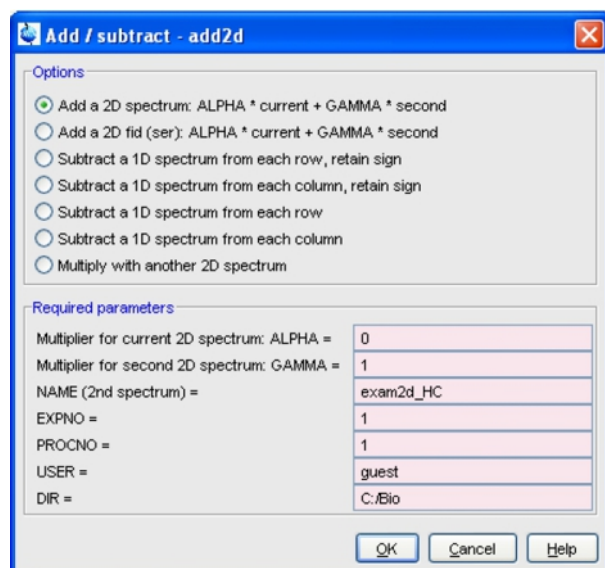 Add / subtract - add2d
Options
Add a 2D spectrum: ALPHA * current + GAMMA * second
Add a 2D fid (ser): ALPHA * current + GAMMA * second
Subtract a 1D spectrum from each row, retain sign
Subtract a 1D spectrum from each column, retain sign
Subtract a 1D spectrum from each row
Subtract a 1D spectrum from each column
Multiply with another 2D spectrum
Required parameters
Multiplier for current 2D spectrum: ALPHA = 0
Multiplier for second 2D spectrum: GAMMA = 1
NAME (2nd spectrum) = exam2d_HC
EXPNO = 1
PROCNO = 1
USER = guest
DIR = C:/Bio
OK Cancel Help